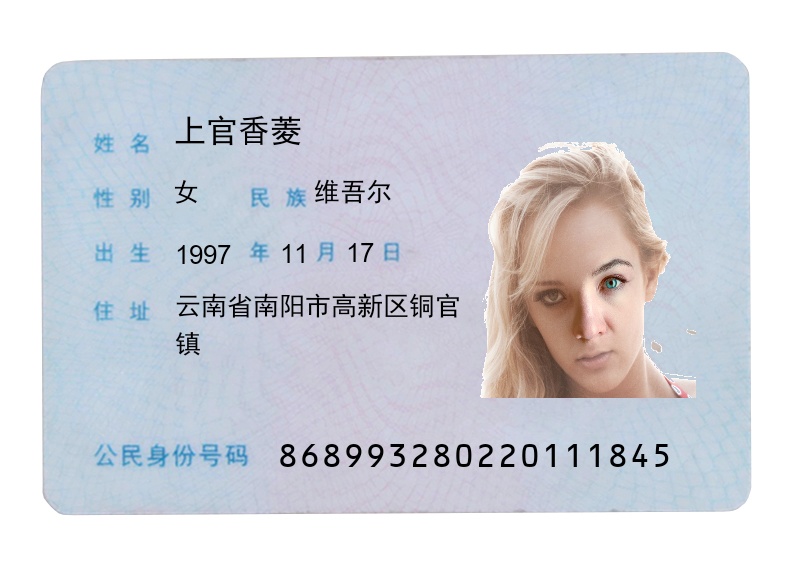 姓名 上官香菱
性别 女 民族 维吾尔
出生 1997 年 11 月 17 日
住址 云南省南阳市高新区铜官
镇
公民身份号码 868993280220111845